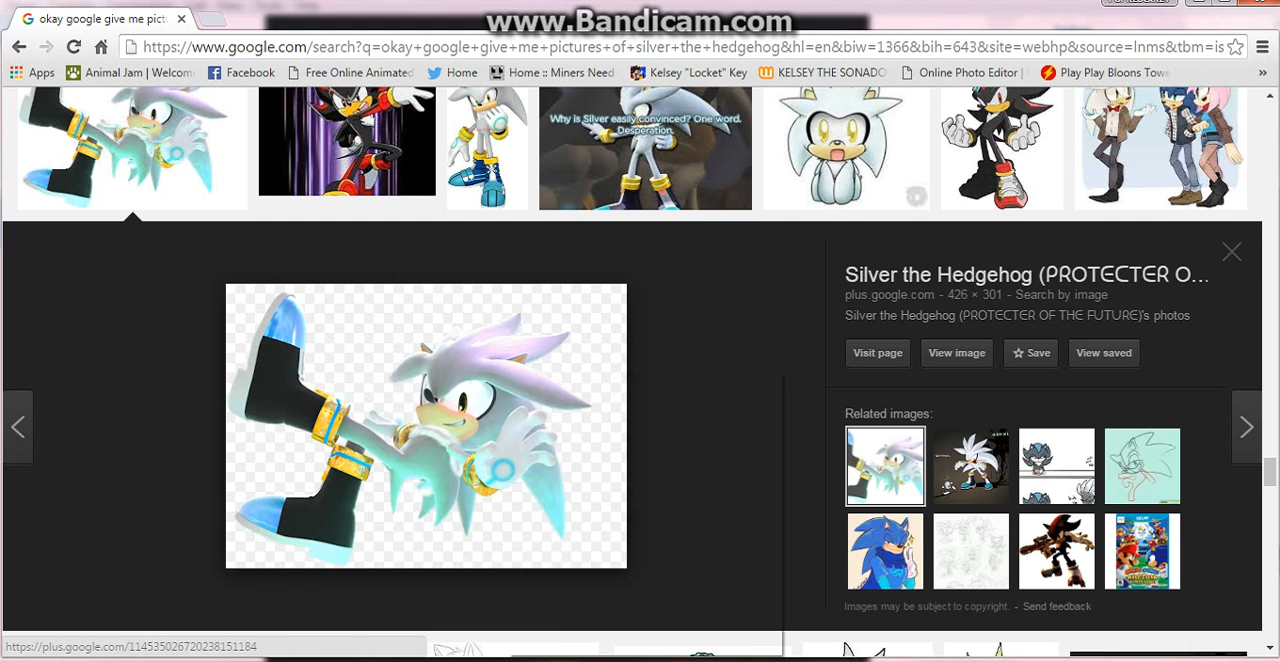 www.Bandicam.com
okay google give me pict
https://www.google.com/search?q=okay+google+give+me+pictures+of+silver+the+hedgehog&hl=en&biw=1366&bih=643&site=webhp&source=lnms&tbm=is
Apps Animal Jam | Welcom Facebook Free Online Animated Home Home :: Miners Need Kelsey "Locket" Key KELSEY THE SONADO Online Photo Editor | Play Play Bloons Towe »
Why is Silver easily convinced? One word.
Desperation.
Silver the Hedgehog (PROTECTER O...
plus.google.com - 426 × 301 - Search by image
Silver the Hedgehog (PROTECTER OF THE FUTURE)'s photos
Visit page View image Save View saved
Related images:
Images may be subject to copyright. - Send feedback
https://plus.google.com/114535026720238151184